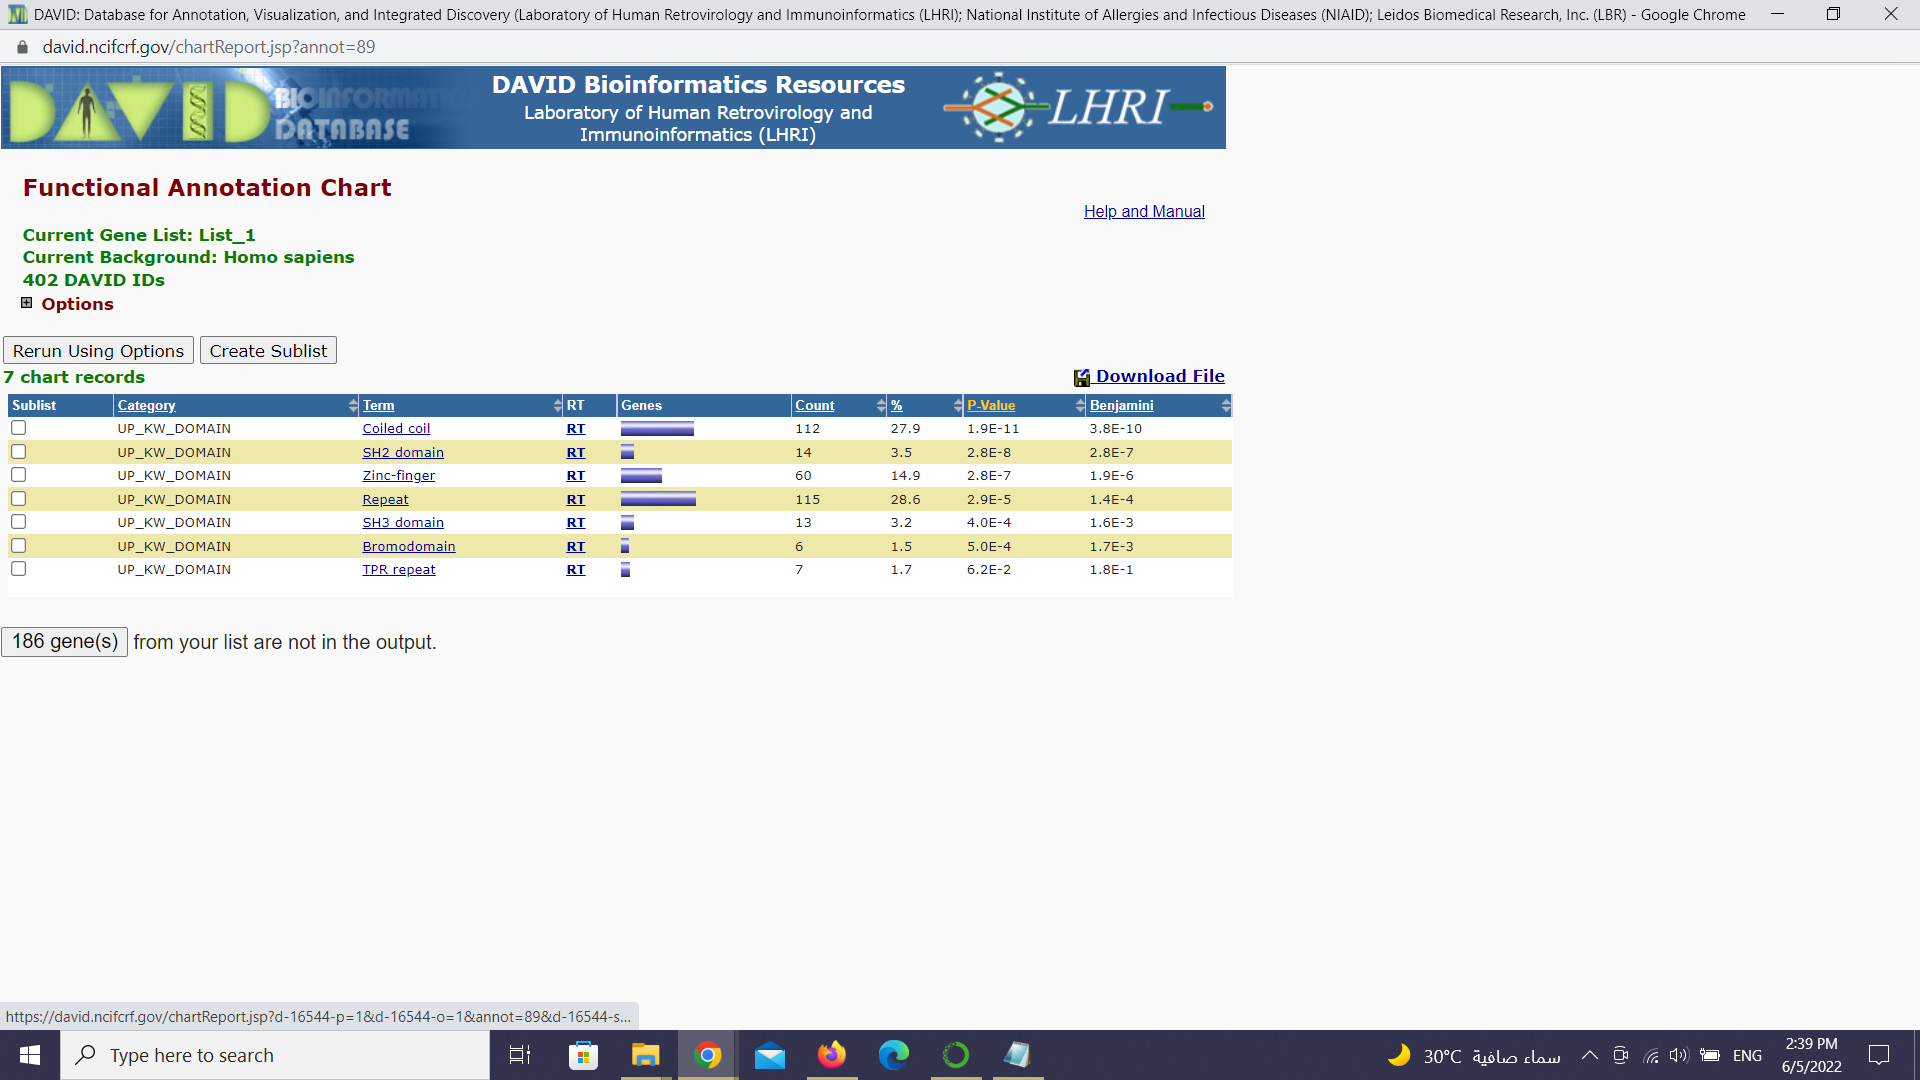 DAVID: Database for Annotation, Visualization, and Integrated Discovery (Laboratory of Human Retrovirology and Immunoinformatics (LHRI); National Institute of Allergies and Infectious Diseases (NIAID); Leidos Biomedical Research, Inc. (LBR) - Google Chrome
david.ncifcrf.gov/chartReport.jsp?annot=89
DAVID BIOINFORMATICS DATABASE
DAVID Bioinformatics Resources
Laboratory of Human Retrovirology and
Immunoinformatics (LHRI)
LHRI
Functional Annotation Chart
Help and Manual
Current Gene List: List_1
Current Background: Homo sapiens
402 DAVID IDs
Options
Rerun Using Options Create Sublist
7 chart records Download File
Sublist Category Term RT Genes Count % P-Value Benjamini
UP_KW_DOMAIN Coiled coil RT 112 27.9 1.9E-11 3.8E-10
UP_KW_DOMAIN SH2 domain RT 14 3.5 2.8E-8 2.8E-7
UP_KW_DOMAIN Zinc-finger RT 60 14.9 2.8E-7 1.9E-6
UP_KW_DOMAIN Repeat RT 115 28.6 2.9E-5 1.4E-4
UP_KW_DOMAIN SH3 domain RT 13 3.2 4.0E-4 1.6E-3
UP_KW_DOMAIN Bromodomain RT 6 1.5 5.0E-4 1.7E-3
UP_KW_DOMAIN TPR repeat RT 7 1.7 6.2E-2 1.8E-1
186 gene(s) from your list are not in the output.
https://david.ncifcrf.gov/chartReport.jsp?d-16544-p=1&d-16544-o=1&annot=89&d-16544-s...
Type here to search
30°C سماء صافية
ENG
2:39 PM
6/5/2022